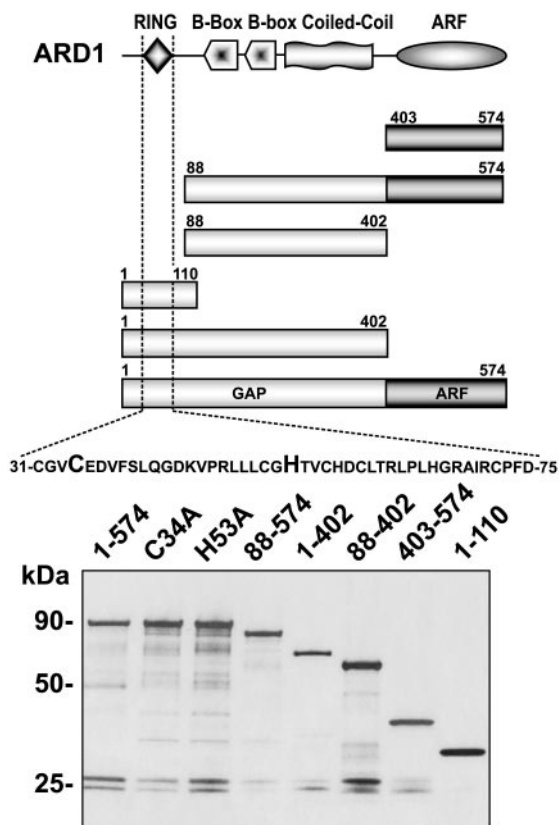 RING B-Box B-box Coiled-Coil ARF
ARD1
403 574
88 574
88 402
1 110
1 402
1 574
GAP ARF
31-CGVCEDVFSLQGDKVPRLLLCGHTVCHDCLTRLPLHGRAIRCPFD-75
1-574 C34A H53A 88-574 1-402 88-402 403-574 1-110
kDa
90-
50-
25-